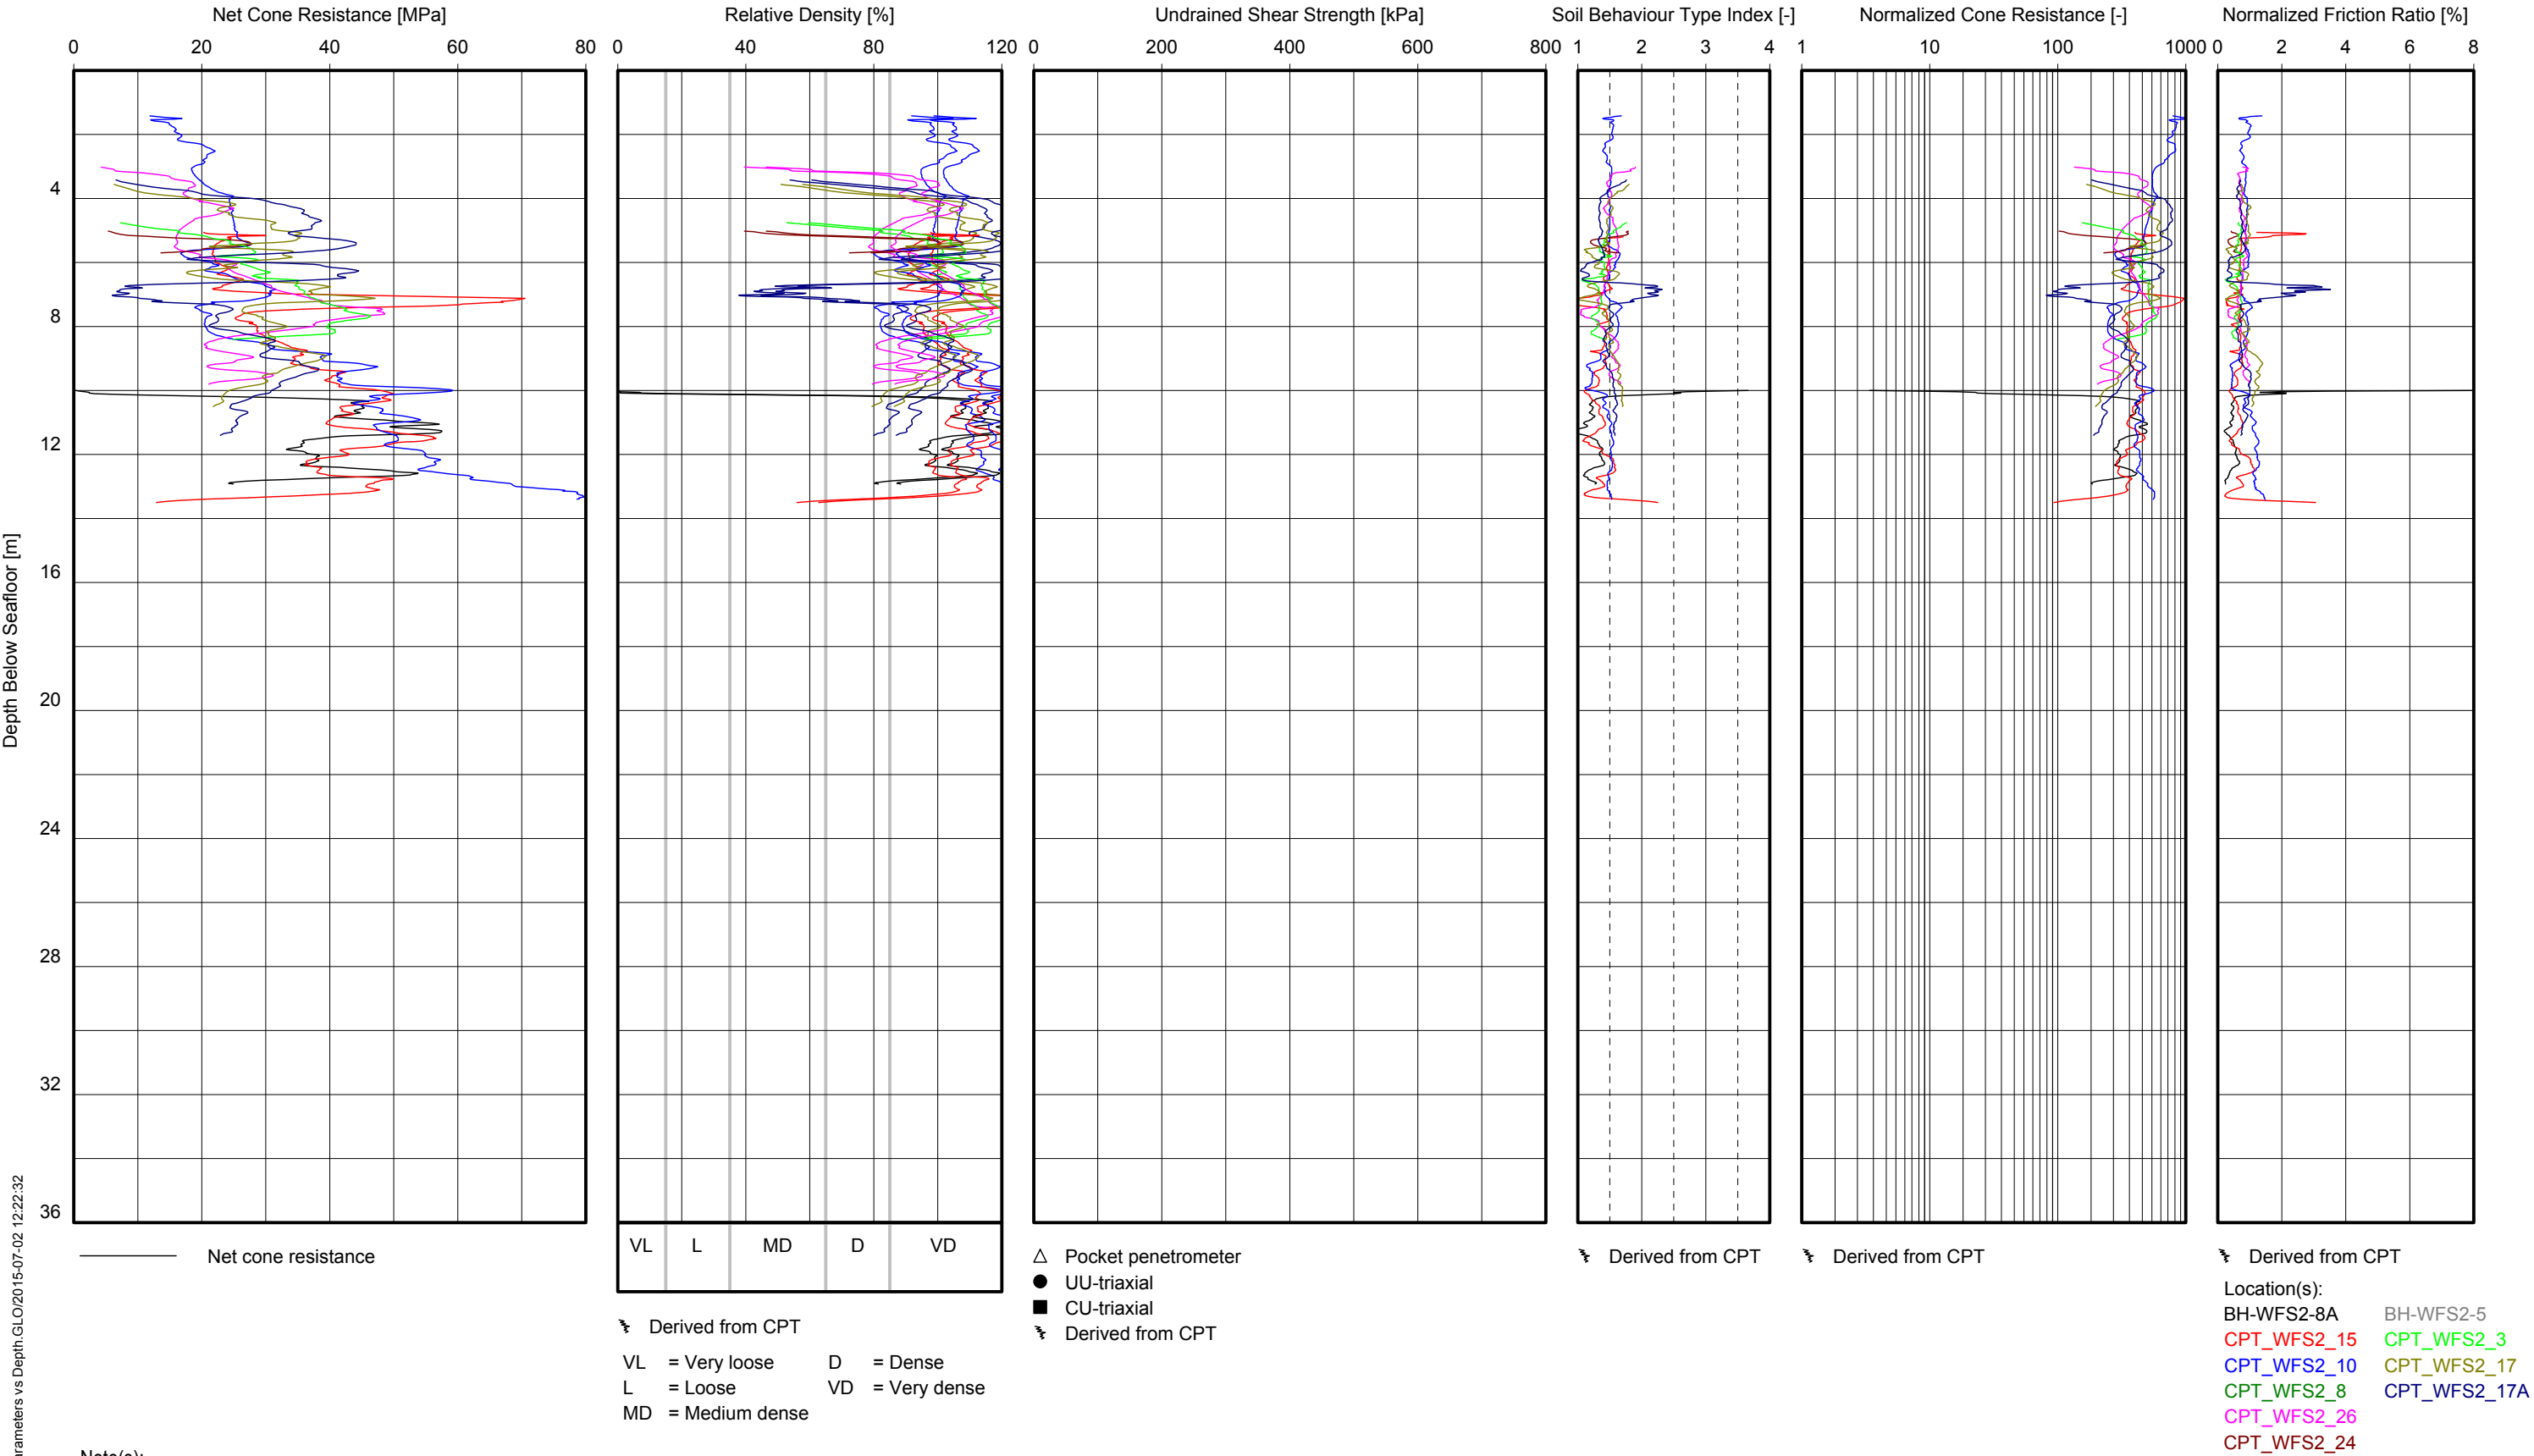 Net Cone Resistance [MPa]
Relative Density [%]
Undrained Shear Strength [kPa]
Soil Behaviour Type Index [-]
Normalized Cone Resistance [-]
Normalized Friction Ratio [%]
0 20 40 60 80
0 40 80 120
0 200 400 600 800
1 2 3 4
1 10 100 1000
0 2 4 6 8
Depth Below Seafloor [m]
4
8
12
16
20
24
28
32
36
Net cone resistance
VL L MD D VD
Derived from CPT
VL = Very loose
L = Loose
MD = Medium dense
D = Dense
VD = Very dense
Pocket penetrometer
UU-triaxial
CU-triaxial
Derived from CPT
Derived from CPT
Derived from CPT
Derived from CPT
Location(s):
BH-WFS2-8A
CPT_WFS2_15
CPT_WFS2_10
CPT_WFS2_8
CPT_WFS2_26
CPT_WFS2_24
BH-WFS2-5
CPT_WFS2_3
CPT_WFS2_17
CPT_WFS2_17A
arameters vs Depth.GLO/2015-07-02 12:22:32
Note(s):